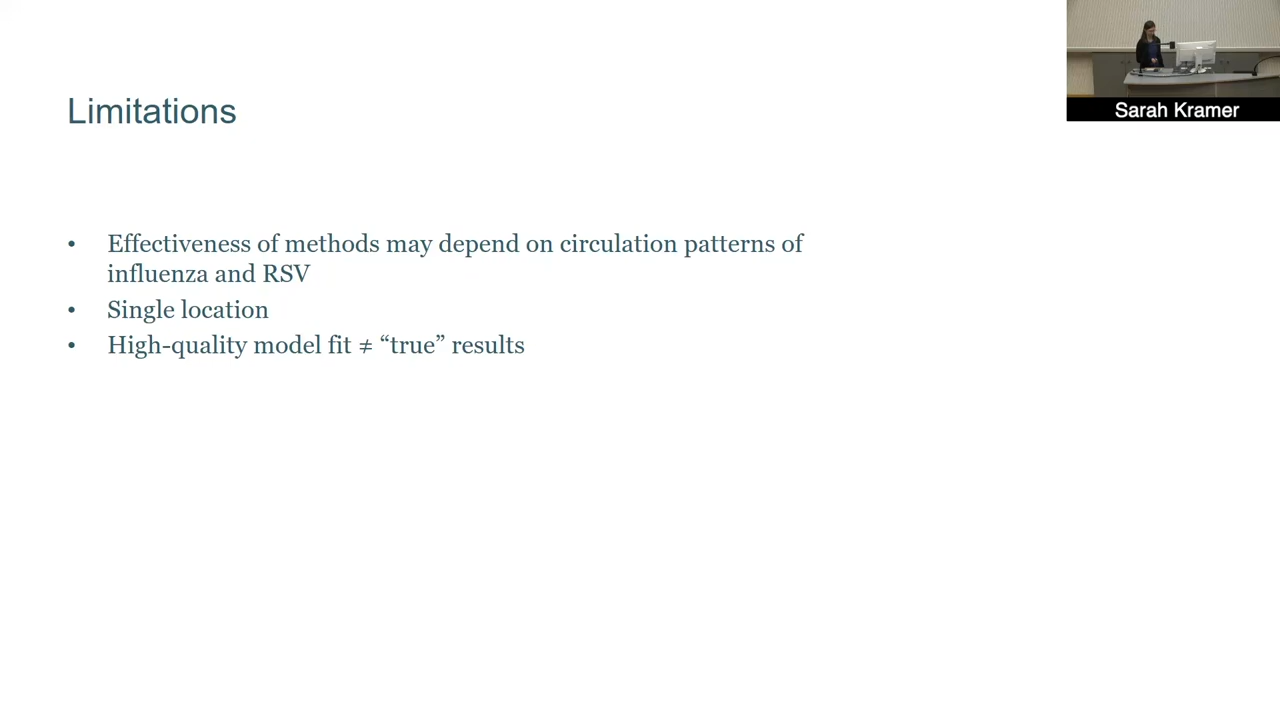 Limitations
Sarah Kramer
• Effectiveness of methods may depend on circulation patterns of
influenza and RSV
• Single location
• High-quality model fit ≠ “true” results